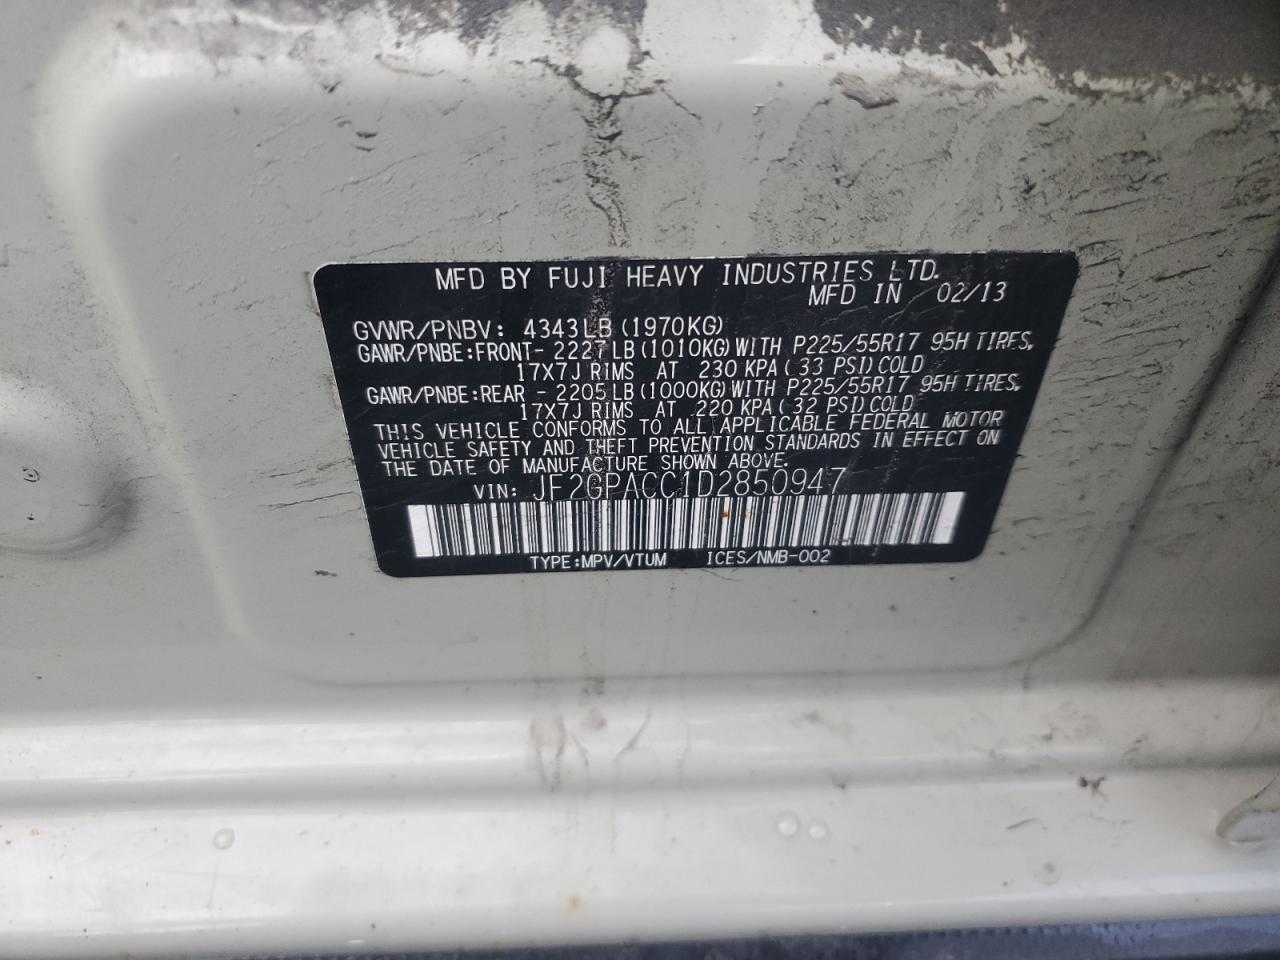 MFD BY FUJI HEAVY INDUSTRIES LTD.
MFD IN 02/13
GVWR/PNBV: 4343LB (1970KG)
GAWR/PNBE:FRONT- 2227 LB (1010KG) WITH P225/55R17 95H TIRES,
17X7J RIMS AT 230 KPA ( 33 PSI) COLD
GAWR/PNBE:REAR - 2205 LB (1000KG) WITH P225/55R17 95H TIRES,
17X7J RIMS AT 220 KPA ( 32 PSI) COLD
THIS VEHICLE CONFORMS TO ALL APPLICABLE FEDERAL MOTOR
VEHICLE SAFETY AND THEFT PREVENTION STANDARDS IN EFFECT ON
THE DATE OF MANUFACTURE SHOWN ABOVE.
VIN: JF2GPACC1D2850947
TYPE:MPV/VTUM ICES/NMB-002